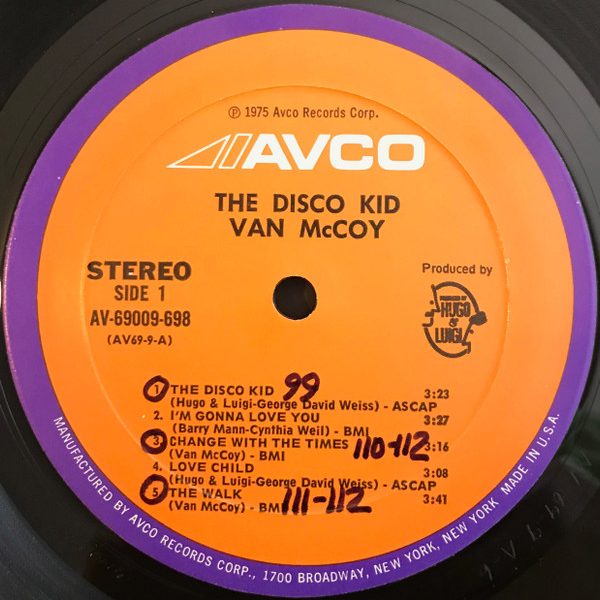 ℗ 1975 Avco Records Corp.
AVCO
THE DISCO KID
VAN McCOY
STEREO
SIDE 1
AV-69009-698
(AV69-9-A)
Produced by
PRODUCED BY
HUGO
&
LUIGI
1. THE DISCO KID 99 3:23
(Hugo & Luigi-George David Weiss) - ASCAP
2. I'M GONNA LOVE YOU 3:27
(Barry Mann-Cynthia Weil) - BMI
3. CHANGE WITH THE TIMES 110-112 3:16
(Van McCoy) - BMI
4. LOVE CHILD 3:08
(Hugo & Luigi-George David Weiss) - ASCAP
5. THE WALK 3:41
(Van McCoy) - BMI 111-112
MANUFACTURED BY AVCO RECORDS CORP., 1700 BROADWAY, NEW YORK, NEW YORK MADE IN U.S.A.